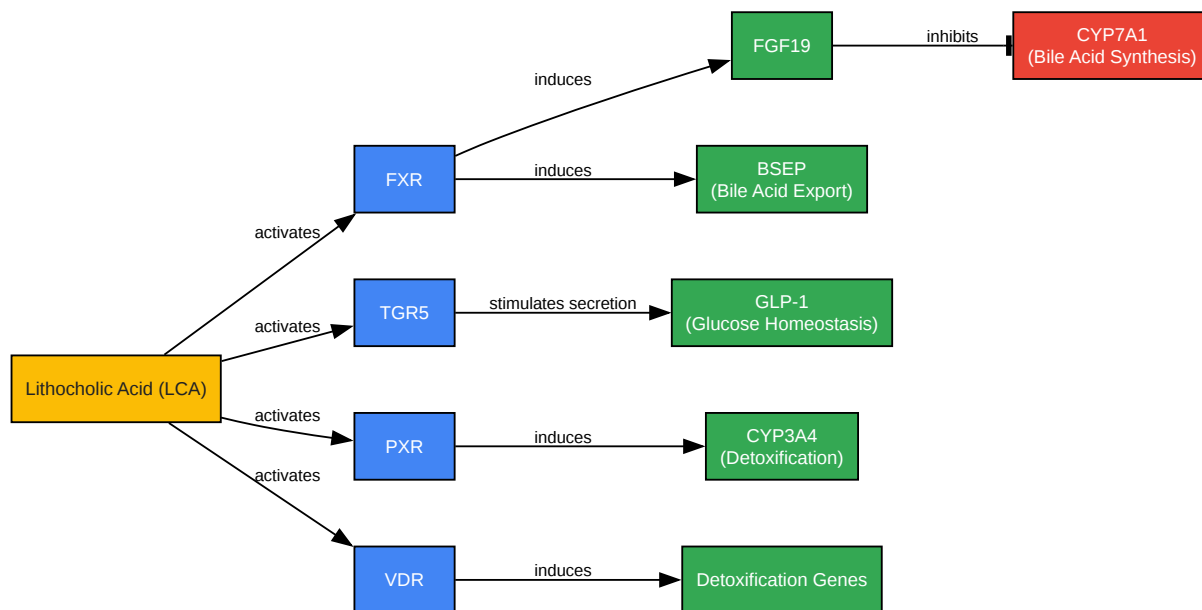 FGF19
inhibits
CYP7A1
(Bile Acid Synthesis)
induces
FXR
induces
BSEP
(Bile Acid Export)
activates
TGR5
stimulates secretion
GLP-1
(Glucose Homeostasis)
activates
Lithocholic Acid (LCA)
activates
PXR
induces
CYP3A4
(Detoxification)
activates
VDR
induces
Detoxification Genes